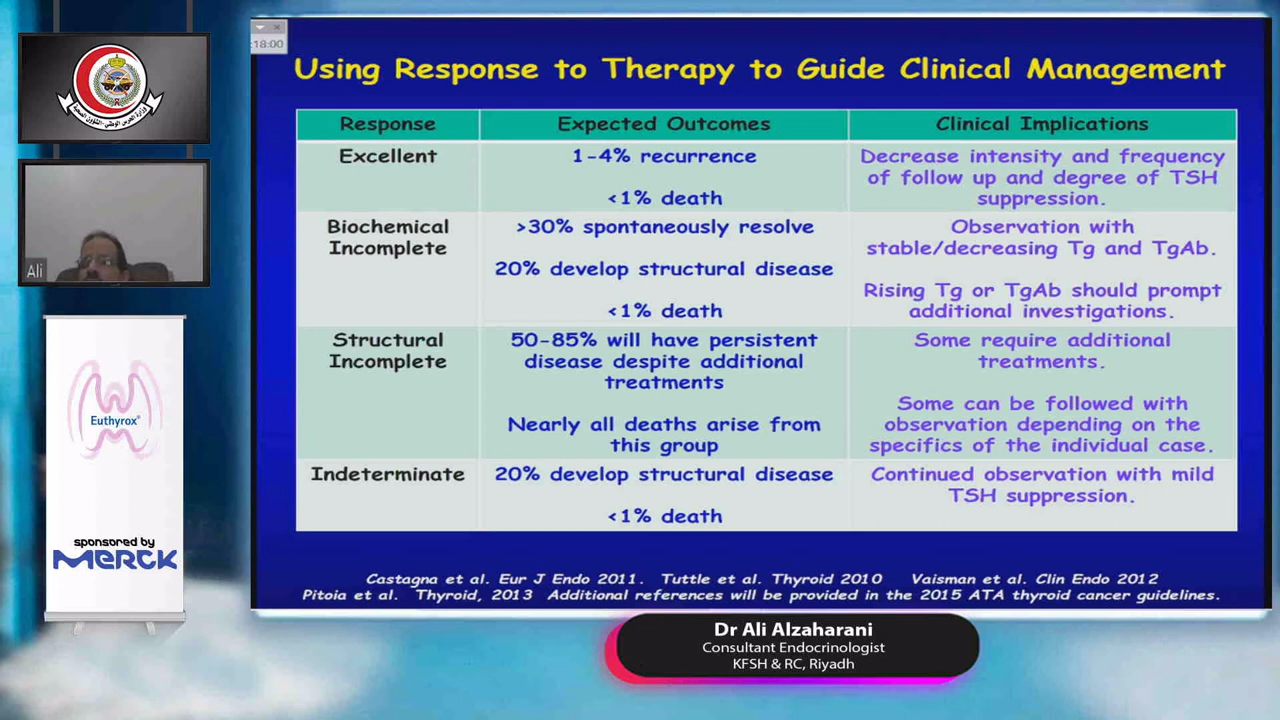 :18:00
Using Response to Therapy to Guide Clinical Management
Response
Expected Outcomes
Clinical Implications
Excellent
1-4% recurrence
<1% death
Decrease intensity and frequency
of follow up and degree of TSH
suppression.
Biochemical
Incomplete
>30% spontaneously resolve
20% develop structural disease
<1% death
Observation with
stable/decreasing Tg and TgAb.
Rising Tg or TgAb should prompt
additional investigations.
Structural
Incomplete
50-85% will have persistent
disease despite additional
treatments
Nearly all deaths arise from
this group
Some require additional
treatments.
Some can be followed with
observation depending on the
specifics of the individual case.
Indeterminate
20% develop structural disease
<1% death
Continued observation with mild
TSH suppression.
Castagna et al. Eur J Endo 2011. Tuttle et al. Thyroid 2010 Vaisman et al. Clin Endo 2012
Pitoia et al. Thyroid, 2013 Additional references will be provided in the 2015 ATA thyroid cancer guidelines.
وزارة الحرس الوطني - الشؤون الصحية
Ali
Euthyrox®
sponsored by
MERCK
Dr Ali Alzaharani
Consultant Endocrinologist
KFSH & RC, Riyadh